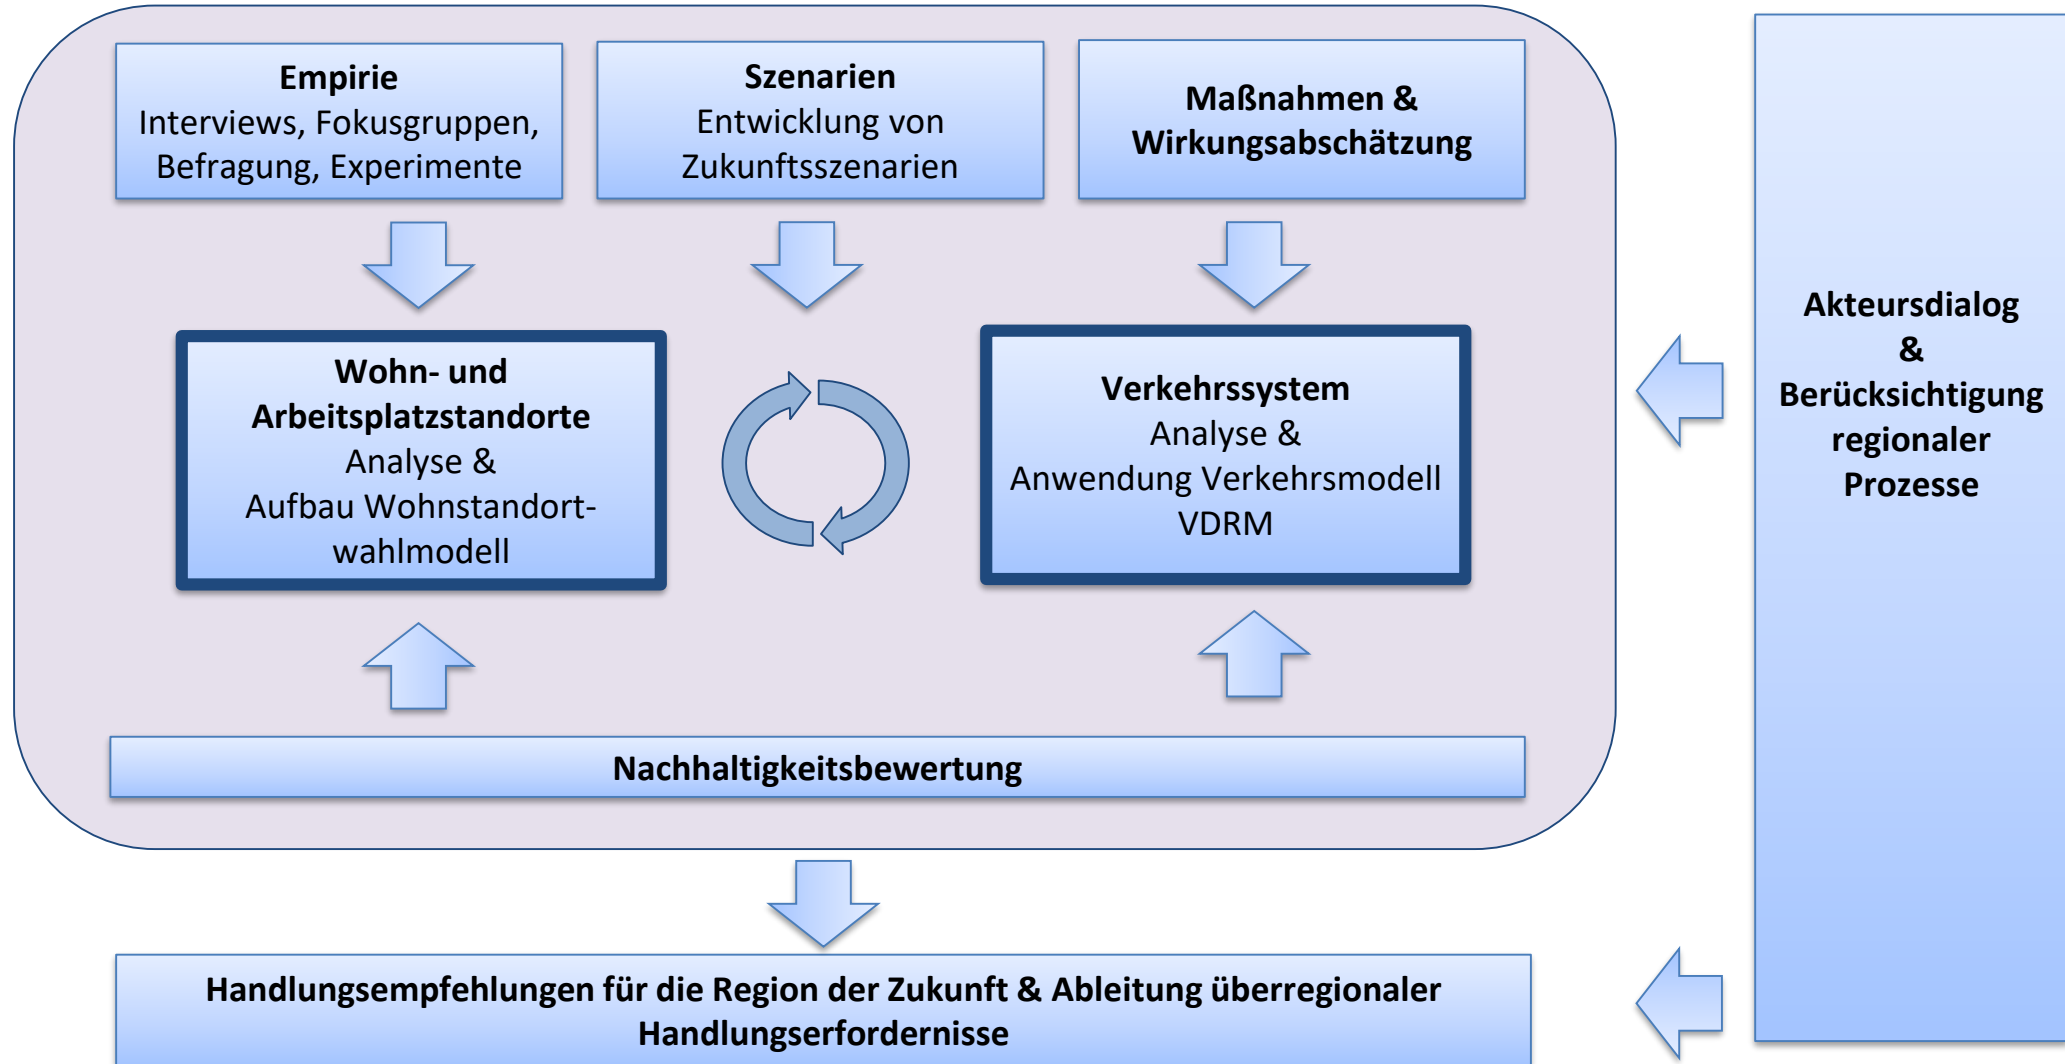 Empirie
Interviews, Fokusgruppen,
Befragung, Experimente
Szenarien
Entwicklung von
Zukunftsszenarien
Maßnahmen &
Wirkungsabschätzung
Wohn- und
Arbeitsplatzstandorte
Analyse &
Aufbau Wohnstandort-
wahlmodell
Verkehrssystem
Analyse &
Anwendung Verkehrsmodell
VDRM
Nachhaltigkeitsbewertung
Akteursdialog
&
Berücksichtigung
regionaler
Prozesse
Handlungsempfehlungen für die Region der Zukunft & Ableitung überregionaler
Handlungserfordernisse